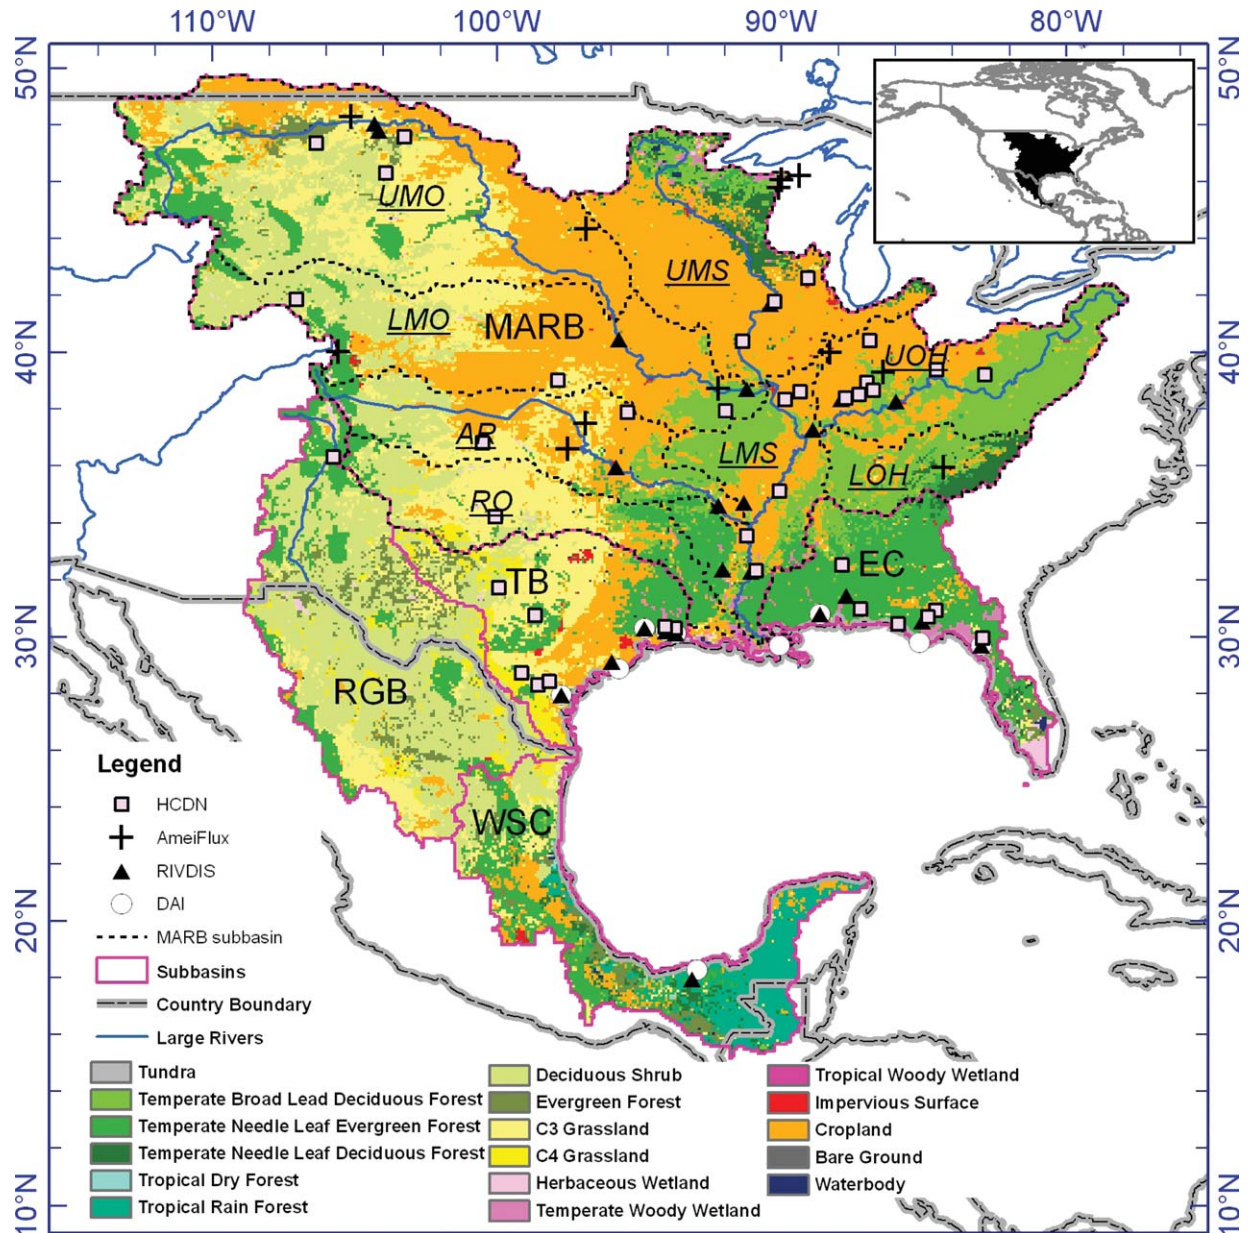 110°W 100°W 90°W 80°W
50°N 50°N
UMO
UMS
LMO MARB
40°N 40°N
UOH
AR
LMS
LOH
RO
EC
TB
30°N 30°N
RGB
Legend
HCDN
WSC
AmeiFlux
RIVDIS
DAI
20°N 20°N
MARB subbasin
Subbasins
Country Boundary
Large Rivers
Tundra
Temperate Broad Lead Deciduous Forest
Temperate Needle Leaf Evergreen Forest
Temperate Needle Leaf Deciduous Forest
Tropical Dry Forest
Tropical Rain Forest
Deciduous Shrub
Evergreen Forest
C3 Grassland
C4 Grassland
Herbaceous Wetland
Temperate Woody Wetland
Tropical Woody Wetland
Impervious Surface
Cropland
Bare Ground
Waterbody
10°N 10°N